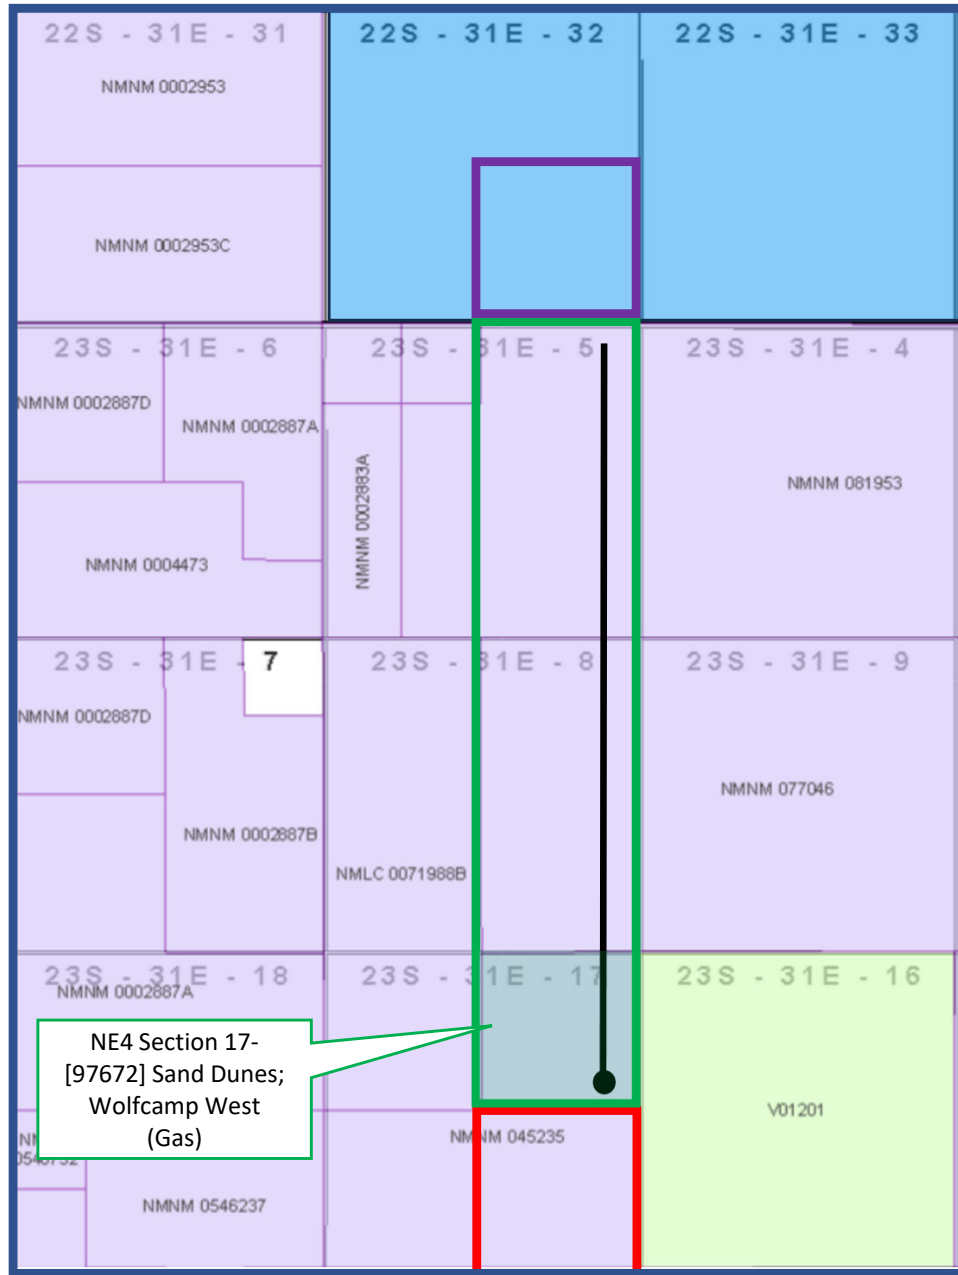 22S - 31E - 31
22S - 31E - 32
22S - 31E - 33
NMNM 0002953
NMNM 0002953C
23S - 31E - 6
23S - 31E - 5
23S - 31E - 4
NMNM 0002887D
NMNM 0002887A
NMNM 0002883A
NMNM 081953
NMNM 0004473
23S - 31E - 7
23S - 31E - 8
23S - 31E - 9
NMNM 0002887D
NMNM 077046
NMNM 0002887B
NMLC 0071988B
23S - 31E - 18
23S - 31E - 17
23S - 31E - 16
NMNM 0002887A
NE4 Section 17-
[97672] Sand Dunes;
Wolfcamp West
(Gas)
V01201
NMNM 045235
NMNM 0546237